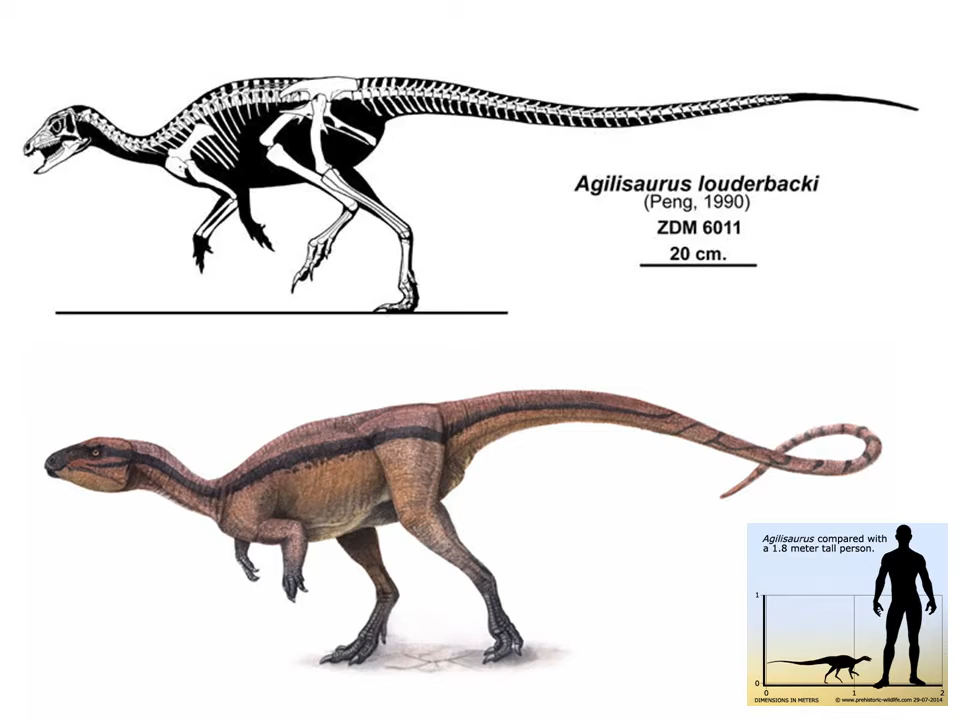 Agilisaurus louderbacki
(Peng, 1990)
ZDM 6011
20 cm.
Agilisaurus compared with
a 1.8 meter tall person.
1
0
0
1
2
DIMENSIONS IN METERS
© www.prehistoric-wildlife.com 29-07-2014